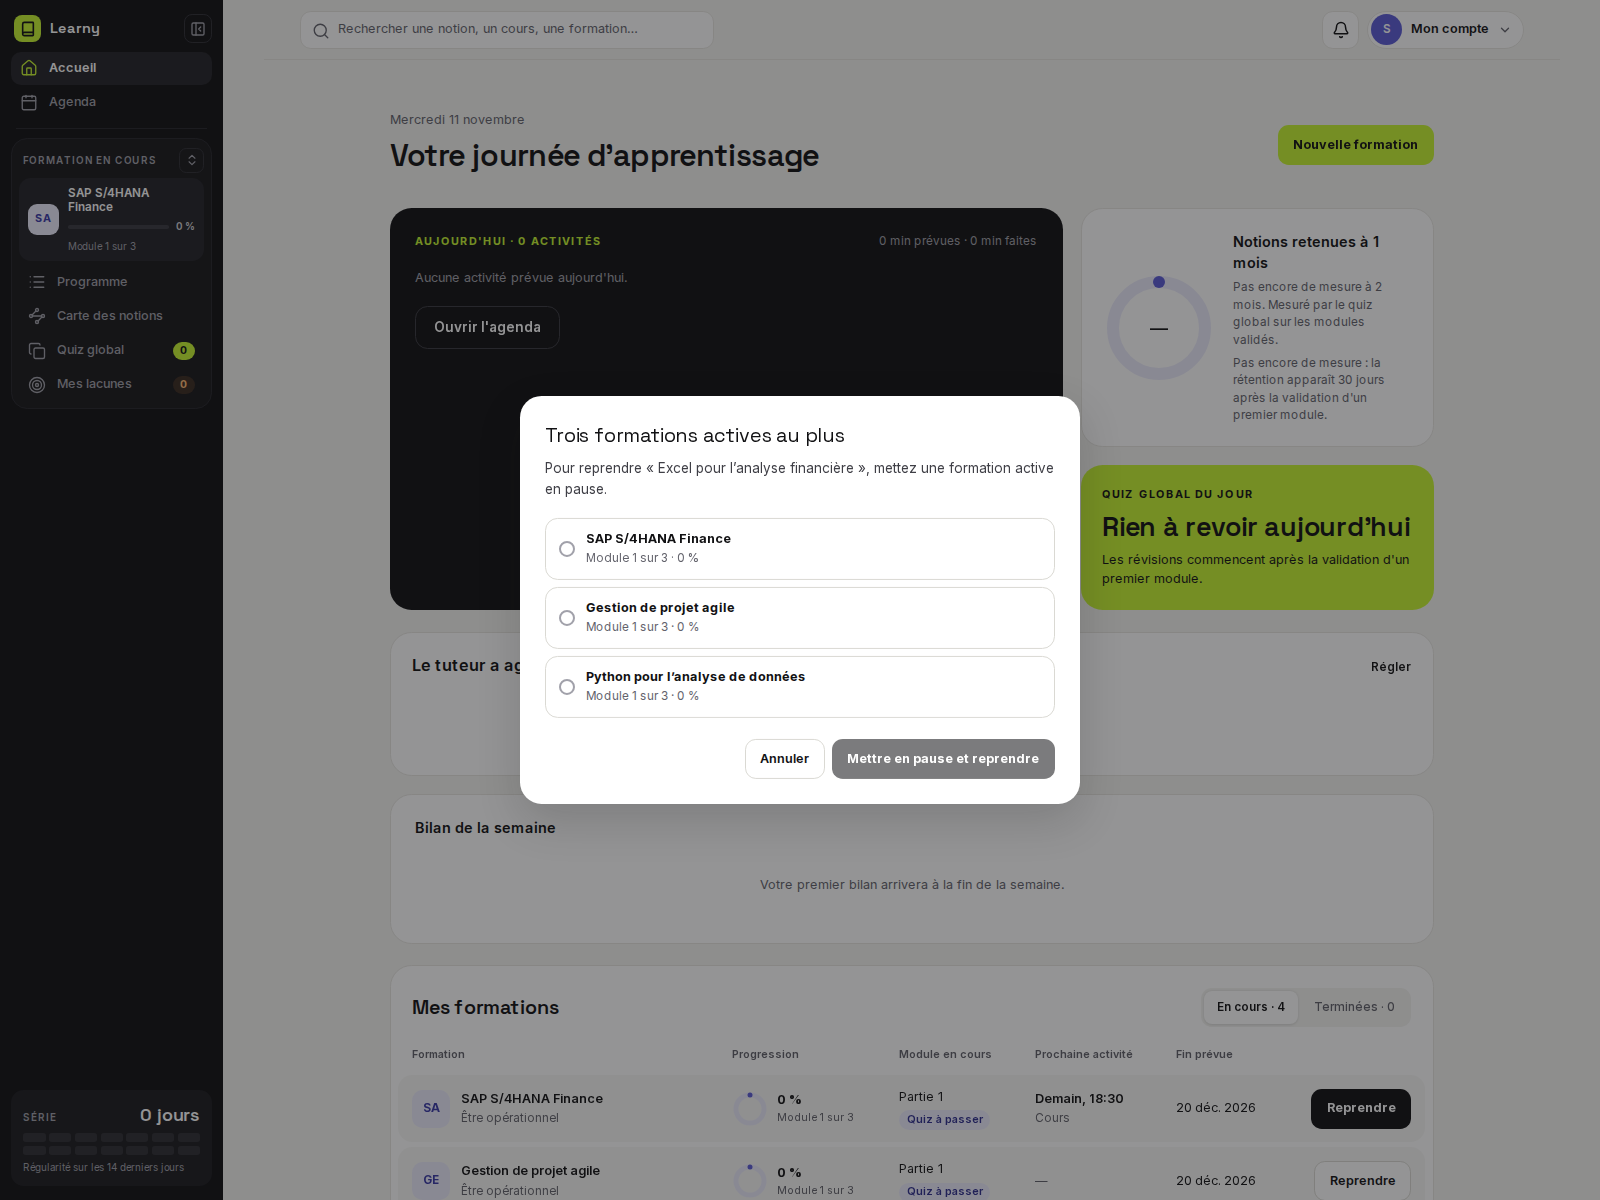 Learny
Accueil
Agenda
FORMATION EN COURS
SA
SAP S/4HANA
Finance
0 %
Module 1 sur 3
Programme
Carte des notions
Quiz global
0
Mes lacunes
0
SÉRIE
0 jours
Régularité sur les 14 derniers jours
Rechercher une notion, un cours, une formation...
S
Mon compte
Mercredi 11 novembre
Votre journée d’apprentissage
Nouvelle formation
AUJOURD'HUI · 0 ACTIVITÉS
0 min prévues · 0 min faites
Aucune activité prévue aujourd'hui.
Ouvrir l'agenda
—
Notions retenues à 1
mois
Pas encore de mesure à 2
mois. Mesuré par le quiz
global sur les modules
validés.
Pas encore de mesure : la
rétention apparaît 30 jours
après la validation d'un
premier module.
QUIZ GLOBAL DU JOUR
Rien à revoir aujourd’hui
Les révisions commencent après la validation d'un
premier module.
Trois formations actives au plus
Pour reprendre « Excel pour l’analyse financière », mettez une formation active
en pause.
SAP S/4HANA Finance
Module 1 sur 3 · 0 %
Gestion de projet agile
Module 1 sur 3 · 0 %
Python pour l’analyse de données
Module 1 sur 3 · 0 %
Annuler
Mettre en pause et reprendre
Le tuteur a ag
Régler
Bilan de la semaine
Votre premier bilan arrivera à la fin de la semaine.
Mes formations
En cours · 4
Terminées · 0
Formation
Progression
Module en cours
Prochaine activité
Fin prévue
SA
SAP S/4HANA Finance
Être opérationnel
0 %
Module 1 sur 3
Partie 1
Quiz à passer
Demain, 18:30
Cours
20 déc. 2026
Reprendre
GE
Gestion de projet agile
Être opérationnel
0 %
Module 1 sur 3
Partie 1
Quiz à passer
—
20 déc. 2026
Reprendre